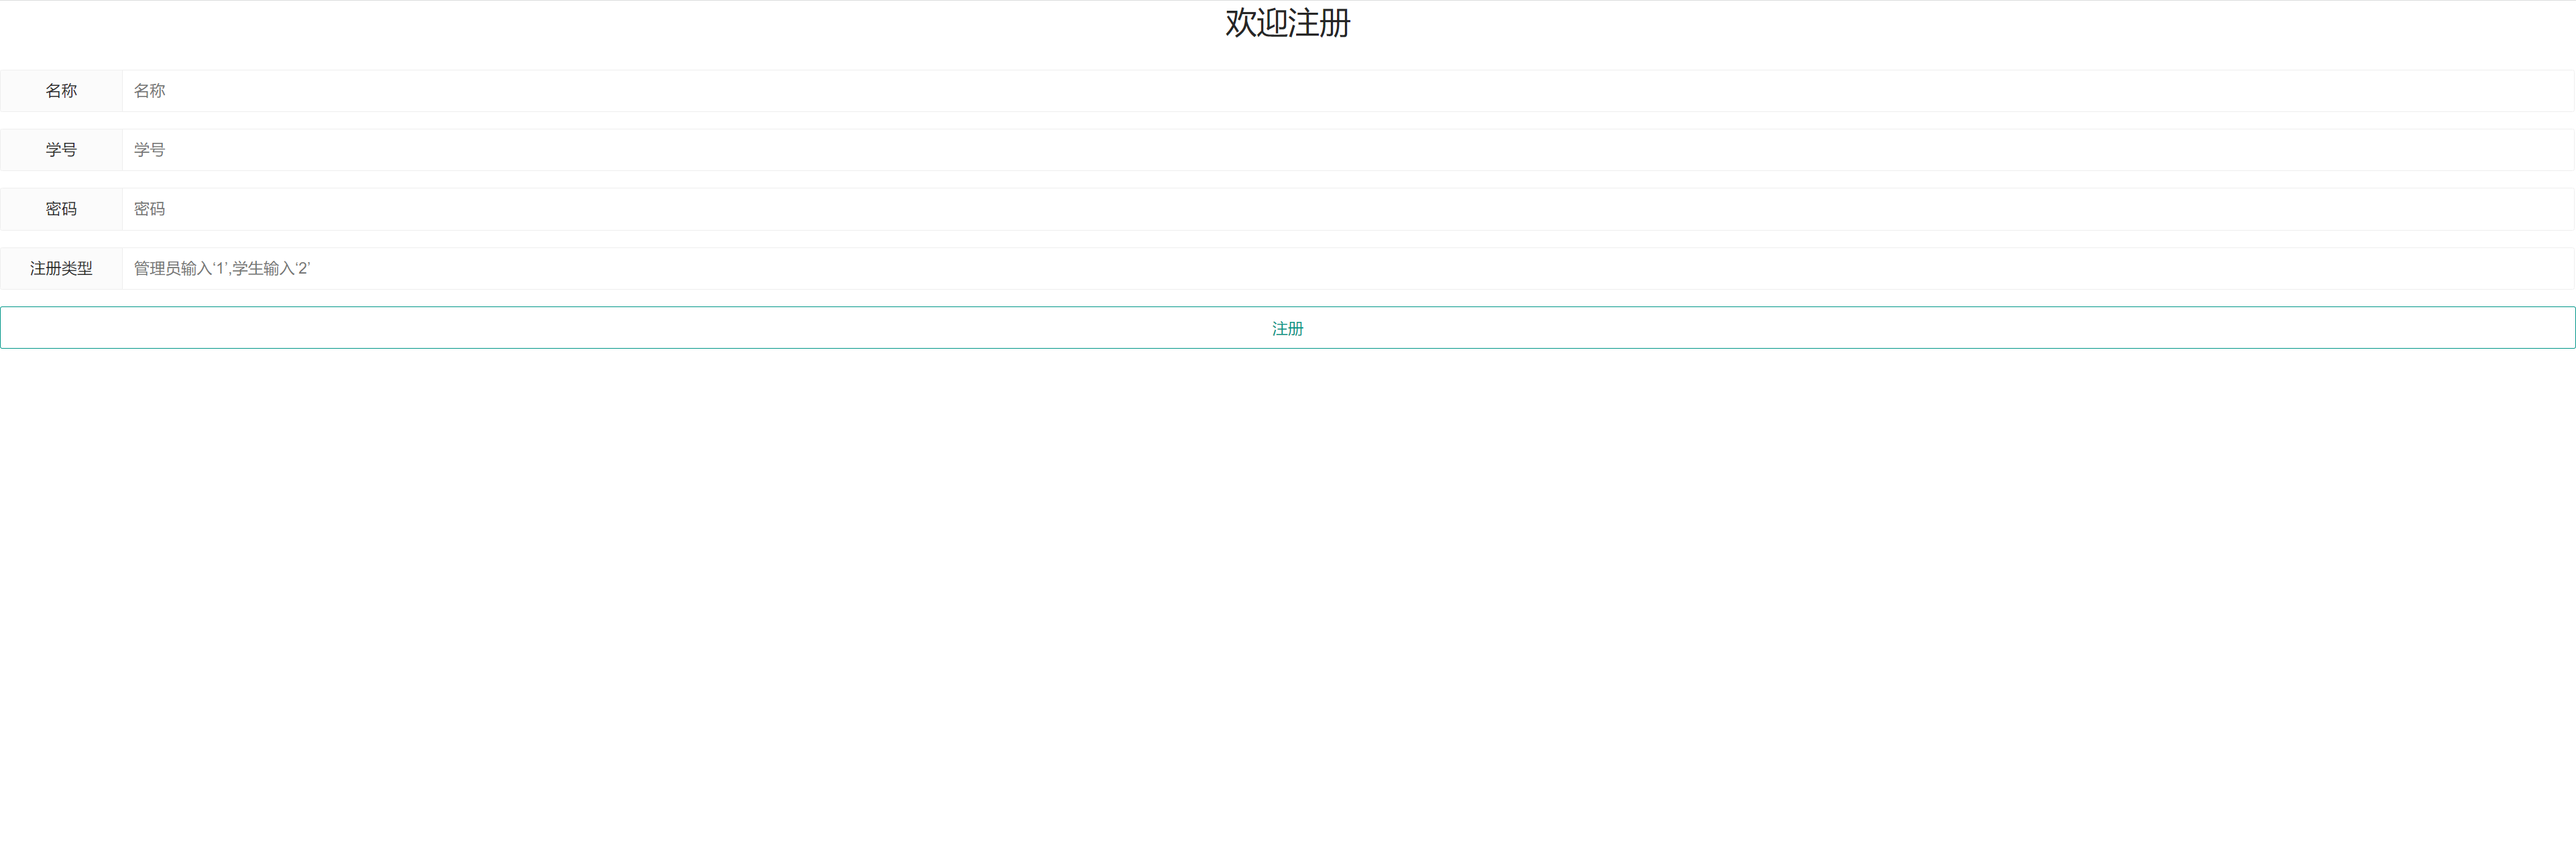 欢迎注册
名称 名称
学号 学号
密码 密码
注册类型 管理员输入‘1’,学生输入‘2’
注册